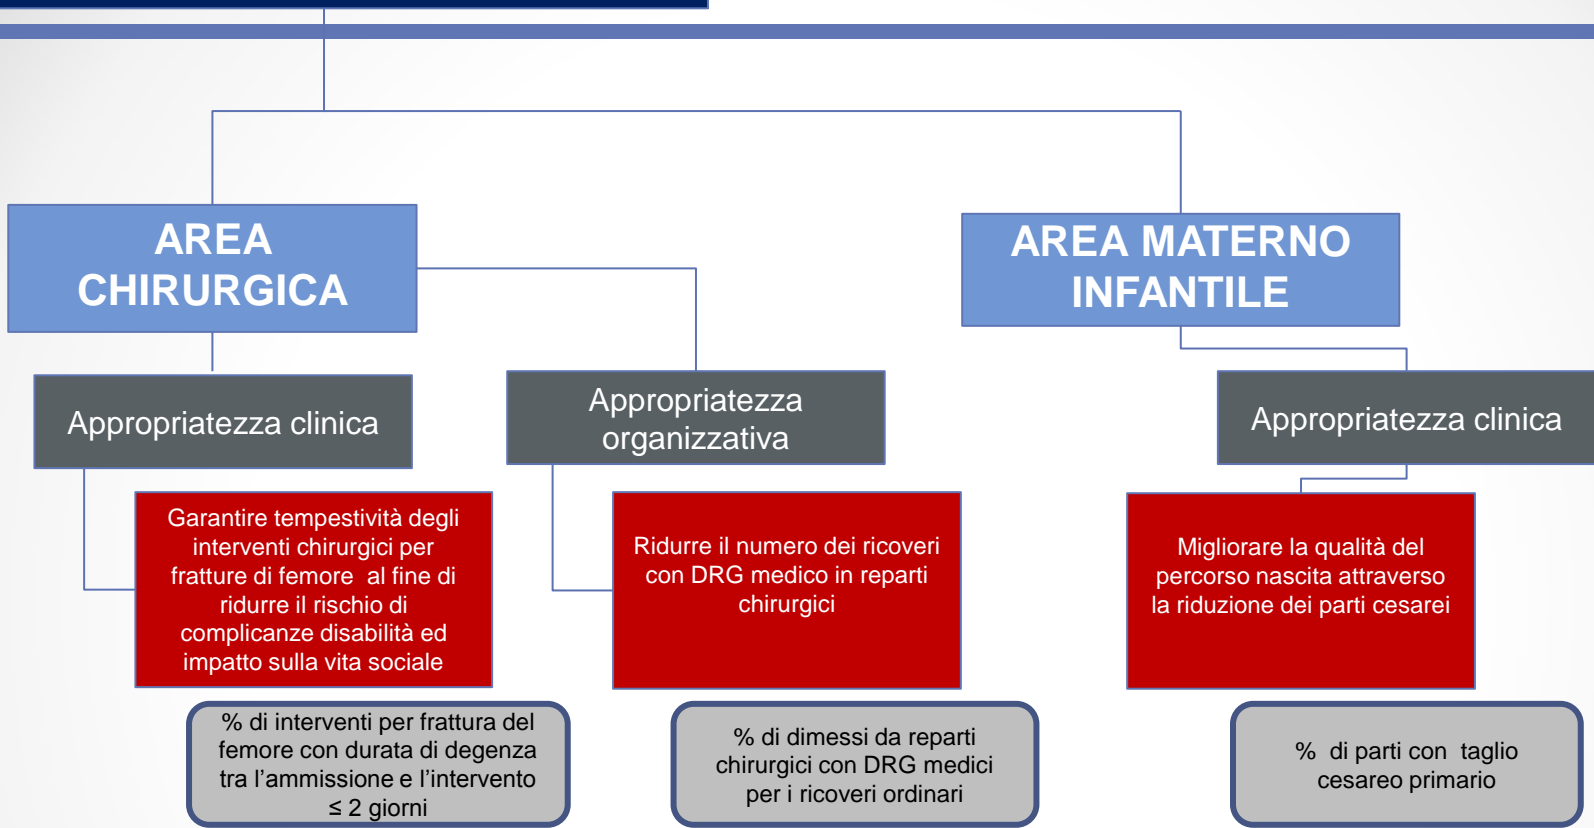 AREA
CHIRURGICA
AREA MATERNO
INFANTILE
Appropriatezza clinica
Appropriatezza
organizzativa
Appropriatezza clinica
Garantire tempestività degli
interventi chirurgici per
fratture di femore al fine di
ridurre il rischio di
complicanze disabilità ed
impatto sulla vita sociale
Ridurre il numero dei ricoveri
con DRG medico in reparti
chirurgici
Migliorare la qualità del
percorso nascita attraverso
la riduzione dei parti cesarei
% di interventi per frattura del
femore con durata di degenza
tra l’ammissione e l’intervento
≤ 2 giorni
% di dimessi da reparti
chirurgici con DRG medici
per i ricoveri ordinari
% di parti con taglio
cesareo primario